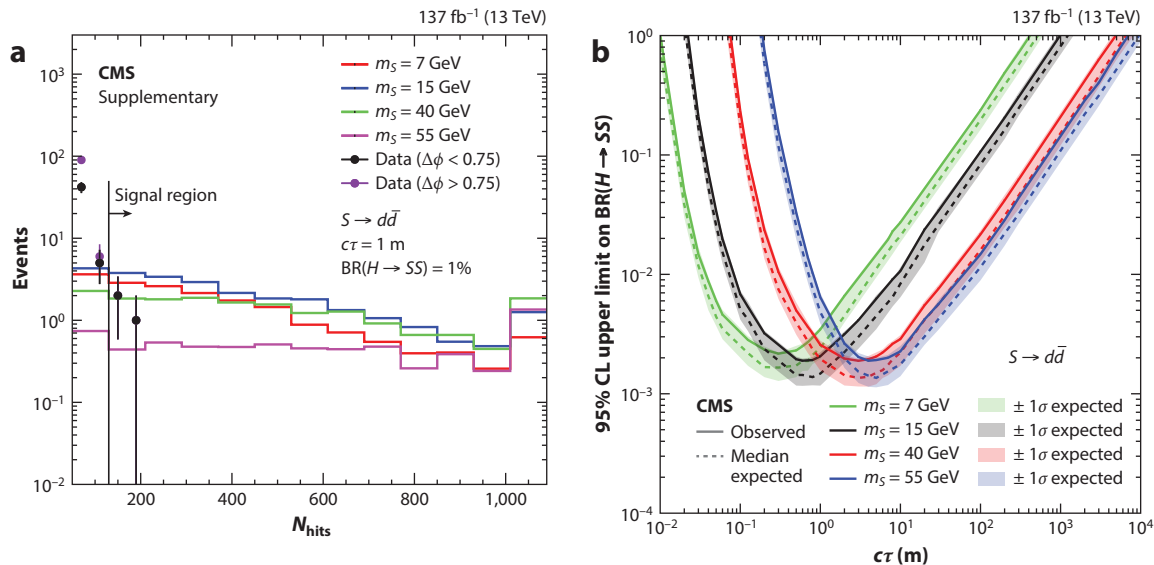 a
137 fb⁻¹ (13 TeV)
CMS
Supplementary
m_S = 7 GeV
m_S = 15 GeV
m_S = 40 GeV
m_S = 55 GeV
Data (Δϕ < 0.75)
Data (Δϕ > 0.75)
Signal region
S → dd̄
cτ = 1 m
BR(H → SS) = 1%
Events
10³
10²
10¹
10⁰
10⁻¹
10⁻²
200
400
600
800
1,000
N_hits
b
137 fb⁻¹ (13 TeV)
95% CL upper limit on BR(H → SS)
10⁰
10⁻¹
10⁻²
10⁻³
10⁻⁴
S → dd̄
CMS
Observed
Median
expected
m_S = 7 GeV
± 1σ expected
m_S = 15 GeV
± 1σ expected
m_S = 40 GeV
± 1σ expected
m_S = 55 GeV
± 1σ expected
10⁻²
10⁻¹
10⁰
10¹
10²
10³
10⁴
cτ (m)